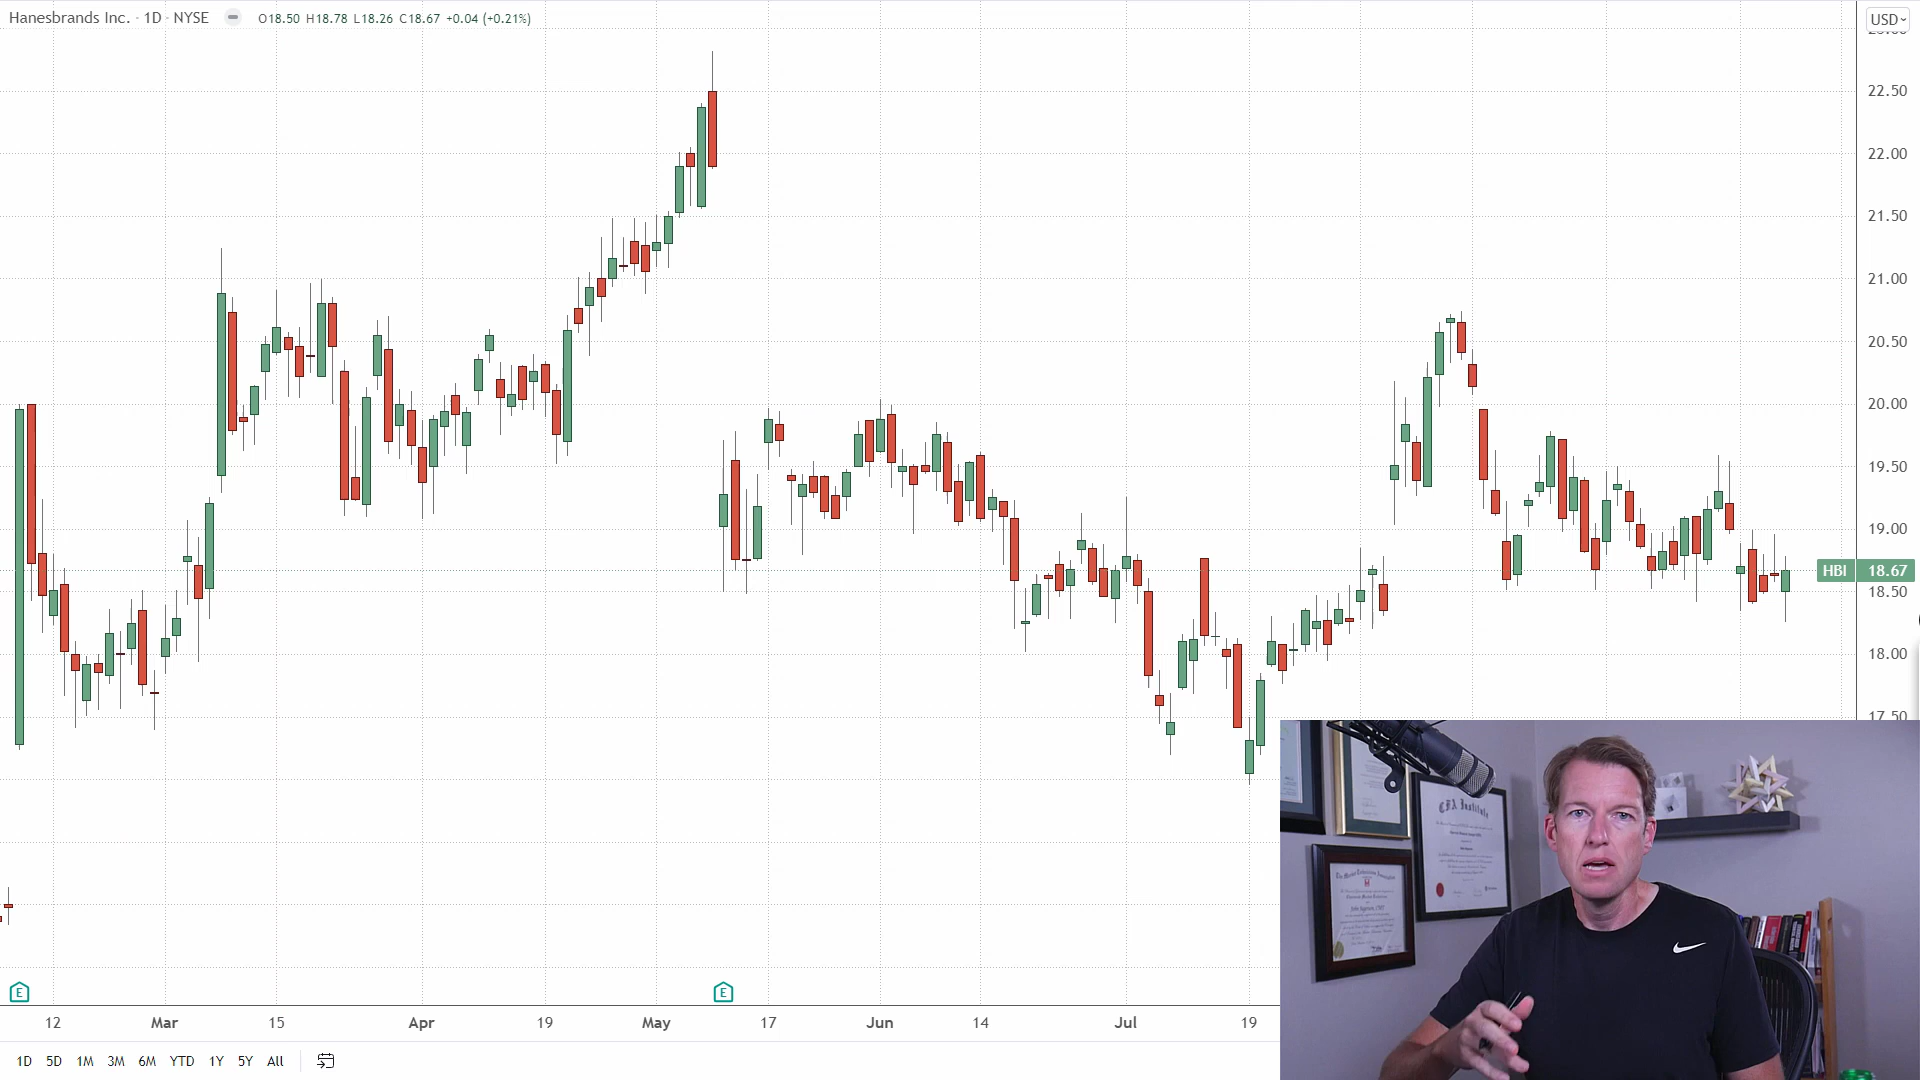 Hanesbrands Inc. · 1D · NYSE O18.50 H18.78 L18.26 C18.67 +0.04 (+0.21%)
USD
22.50
22.00
21.50
21.00
20.50
20.00
19.50
19.00
HBI 18.67
18.50
18.00
17.50
E
E
12 Mar 15 Apr 19 May 17 Jun 14 Jul 19
1D 5D 1M 3M 6M YTD 1Y 5Y All
CFA Institute